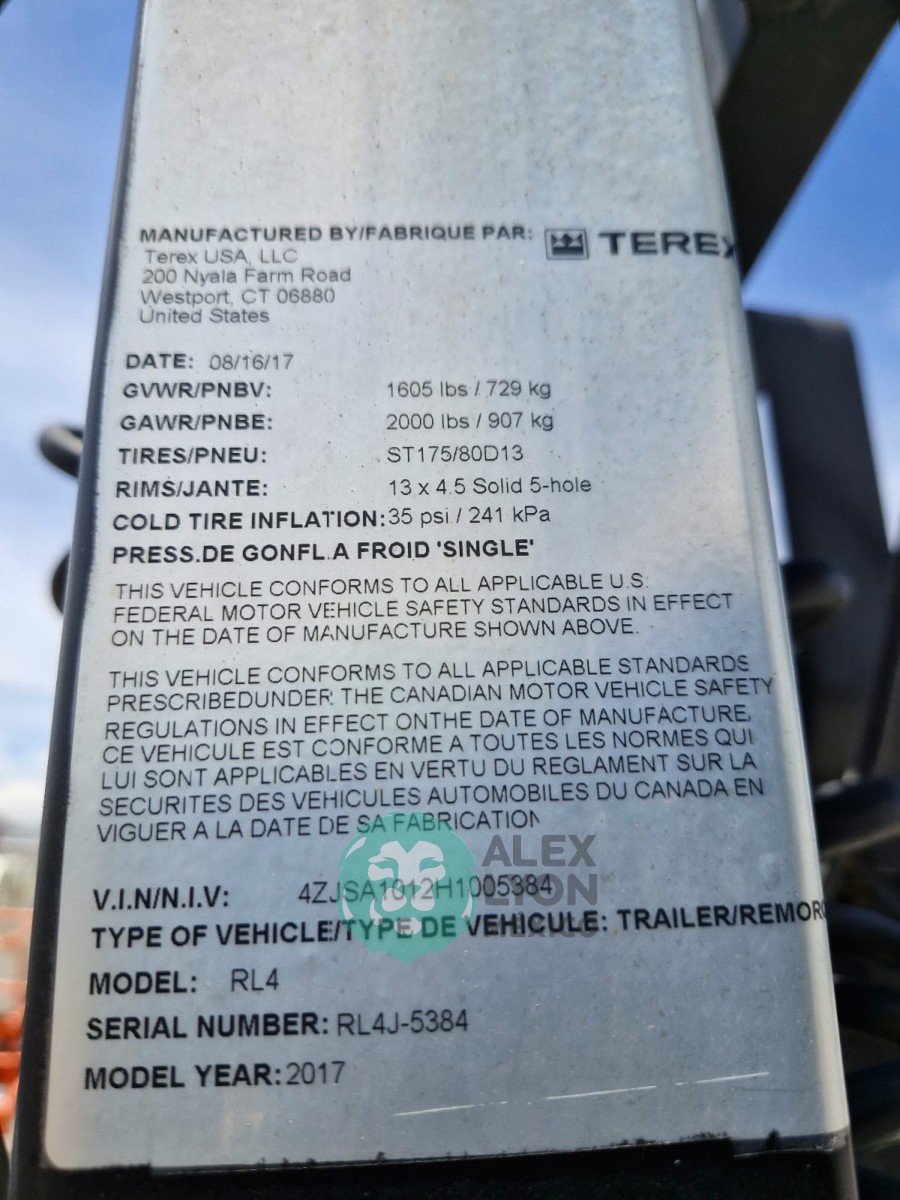 MANUFACTURED BY/FABRIQUE PAR: TEREX
Terex USA, LLC
200 Nyala Farm Road
Westport, CT 06880
United States
DATE: 08/16/17
GVWR/PNBV: 1605 lbs / 729 kg
GAWR/PNBE: 2000 lbs / 907 kg
TIRES/PNEU: ST175/80D13
RIMS/JANTE: 13 x 4.5 Solid 5-hole
COLD TIRE INFLATION: 35 psi / 241 kPa
PRESS.DE GONFL.A FROID 'SINGLE'
THIS VEHICLE CONFORMS TO ALL APPLICABLE U.S.
FEDERAL MOTOR VEHICLE SAFETY STANDARDS IN EFFECT
ON THE DATE OF MANUFACTURE SHOWN ABOVE.
THIS VEHICLE CONFORMS TO ALL APPLICABLE STANDARDS
PRESCRIBEDUNDER THE CANADIAN MOTOR VEHICLE SAFETY
REGULATIONS IN EFFECT ONTHE DATE OF MANUFACTURE.
CE VEHICULE EST CONFORME A TOUTES LES NORMES QUI
LUI SONT APPLICABLES EN VERTU DU REGLAMENT SUR LA
SECURITES DES VEHICULES AUTOMOBILES DU CANADA EN
VIGUER A LA DATE DE SA FABRICATION
ALEX
LION
MEXICO
V.I.N/N.I.V: 4ZJSA1012H1005384
TYPE OF VEHICLE/TYPE DE VEHICULE: TRAILER/REMOR
MODEL: RL4
SERIAL NUMBER: RL4J-5384
MODEL YEAR: 2017